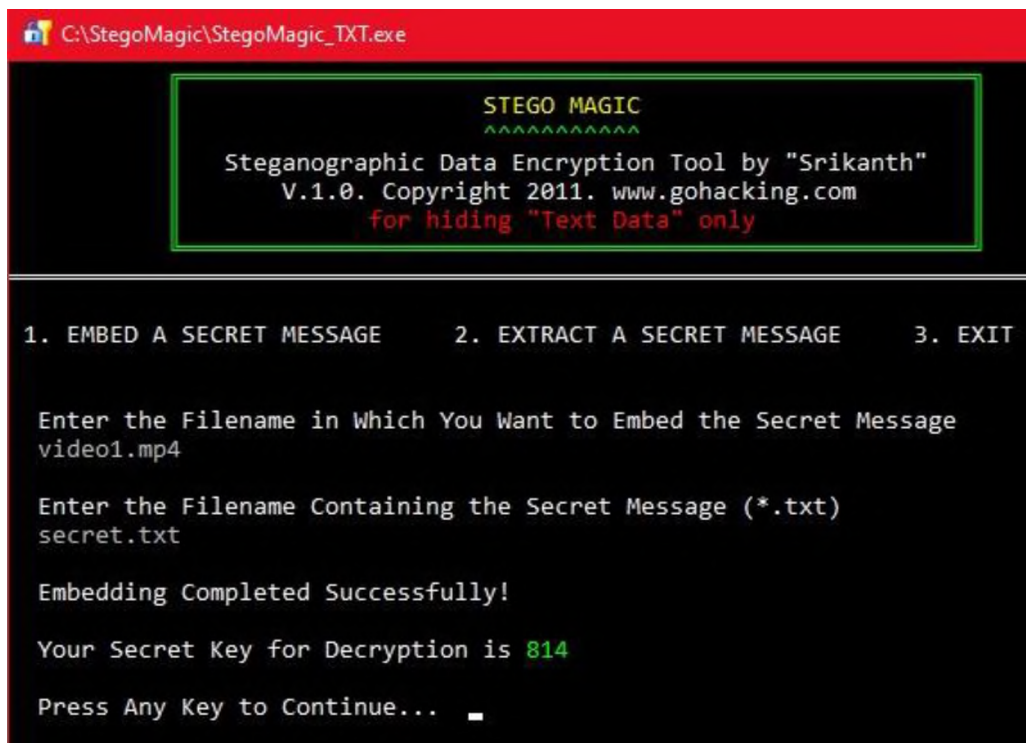 C:\StegoMagic\StegoMagic_TXT.exe
STEGO MAGIC
^^^^^^^^^^^
Steganographic Data Encryption Tool by "Srikanth"
V.1.0. Copyright 2011. www.gohacking.com
for hiding "Text Data" only
1. EMBED A SECRET MESSAGE 2. EXTRACT A SECRET MESSAGE 3. EXIT
Enter the Filename in Which You Want to Embed the Secret Message
video1.mp4
Enter the Filename Containing the Secret Message (*.txt)
secret.txt
Embedding Completed Successfully!
Your Secret Key for Decryption is 814
Press Any Key to Continue... _